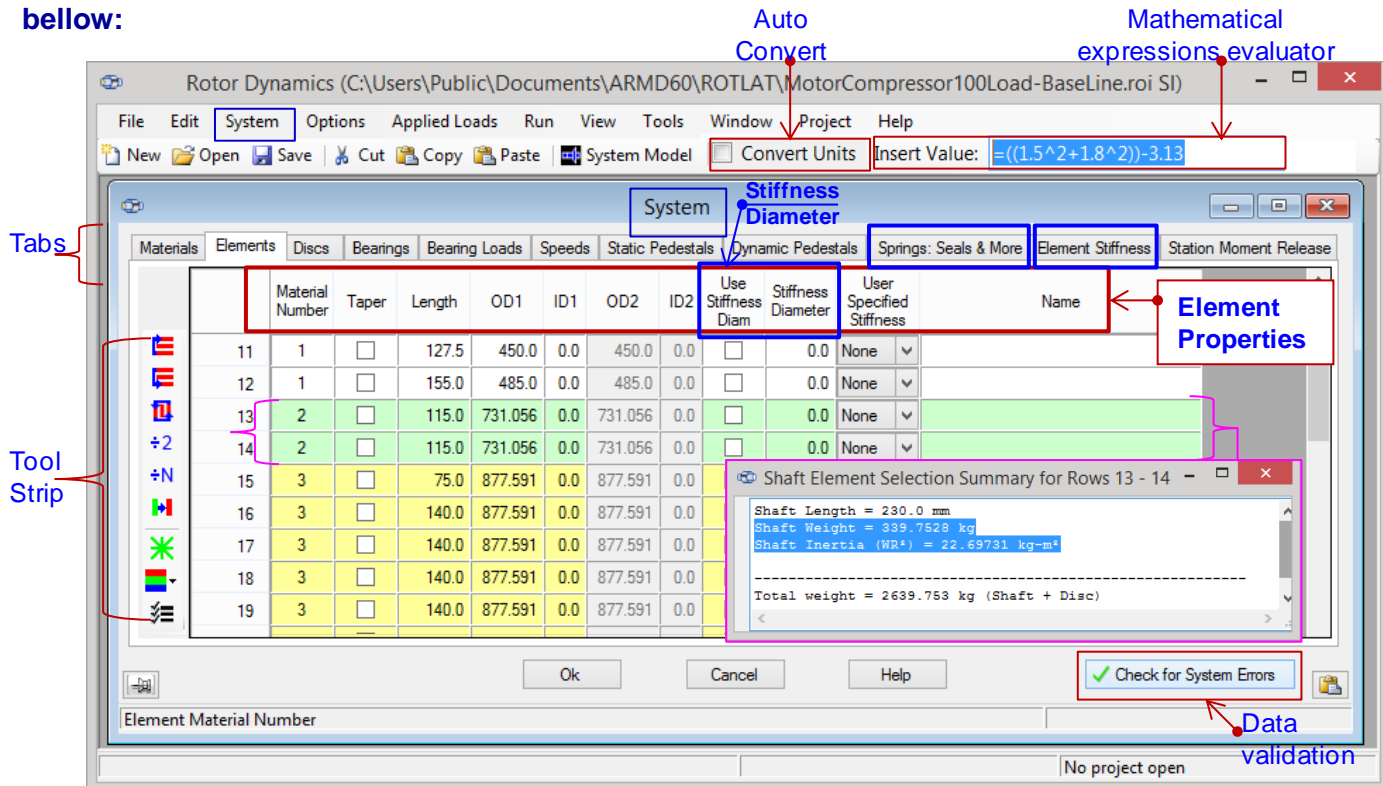 bellow:
Auto
Convert
Mathematical
expressions evaluator
Rotor Dynamics (C:\Users\Public\Documents\ARMD60\ROTLAT\MotorCompressor100Load-BaseLine.roi SI)
File Edit System Options Applied Loads Run View Tools Window Project Help
New Open Save Cut Copy Paste System Model Convert Units Insert Value: =((1.5^2+1.8^2))-3.13
System
Stiffness
Diameter
Tabs
Materials Elements Discs Bearings Bearing Loads Speeds Static Pedestals Dynamic Pedestals Springs: Seals & More Element Stiffness Station Moment Release
Material Number Taper Length OD1 ID1 OD2 ID2 Use Stiffness Diam Stiffness Diameter User Specified Stiffness Name
Element
Properties
11 1 127.5 450.0 0.0 450.0 0.0 0.0 None
12 1 155.0 485.0 0.0 485.0 0.0 0.0 None
13 2 115.0 731.056 0.0 731.056 0.0 0.0 None
14 2 115.0 731.056 0.0 731.056 0.0 0.0 None
15 3 75.0 877.591 0.0 877.591 0.0
16 3 140.0 877.591 0.0 877.591 0.0
17 3 140.0 877.591 0.0 877.591 0.0
18 3 140.0 877.591 0.0 877.591 0.0
19 3 140.0 877.591 0.0 877.591 0.0
÷2
÷N
Tool
Strip
Shaft Element Selection Summary for Rows 13 - 14
Shaft Length = 230.0 mm
Shaft Weight = 339.7528 kg
Shaft Inertia (WR²) = 22.69731 kg-m²
--------------------------------------------------------------
Total weight = 2639.753 kg (Shaft + Disc)
Ok Cancel Help Check for System Errors
Element Material Number
Data
validation
No project open